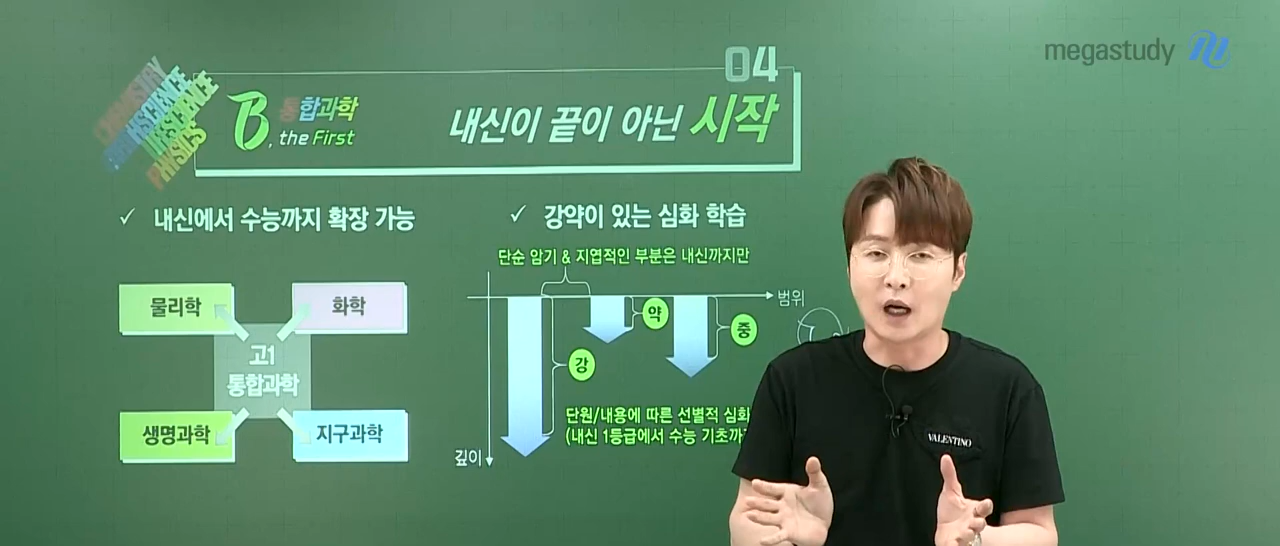 megastudy
04
CHEMISTRY
EARTHSCIENCE
BIOSCIENCE
PHYSICS
B, the First
통합과학
내신이 끝이 아닌 시작
✓ 내신에서 수능까지 확장 가능
✓ 강약이 있는 심화 학습
단순 암기 & 지엽적인 부분은 내신까지만
범위
물리학
화학
고1
통합과학
생명과학
지구과학
강
약
중
단원/내용에 따른 선별적 심화
(내신 1등급에서 수능 기초까지
깊이
VALENTINO